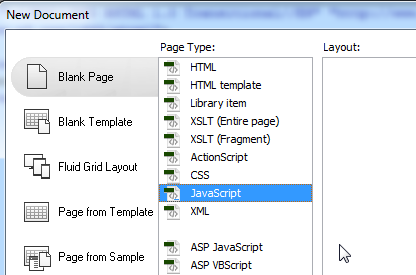 New Document
Page Type:
Layout:
Blank Page
Blank Template
Fluid Grid Layout
Page from Template
Page from Sample
HTML
HTML template
Library item
XSLT (Entire page)
XSLT (Fragment)
ActionScript
CSS
JavaScript
XML
ASP JavaScript
ASP VBScript